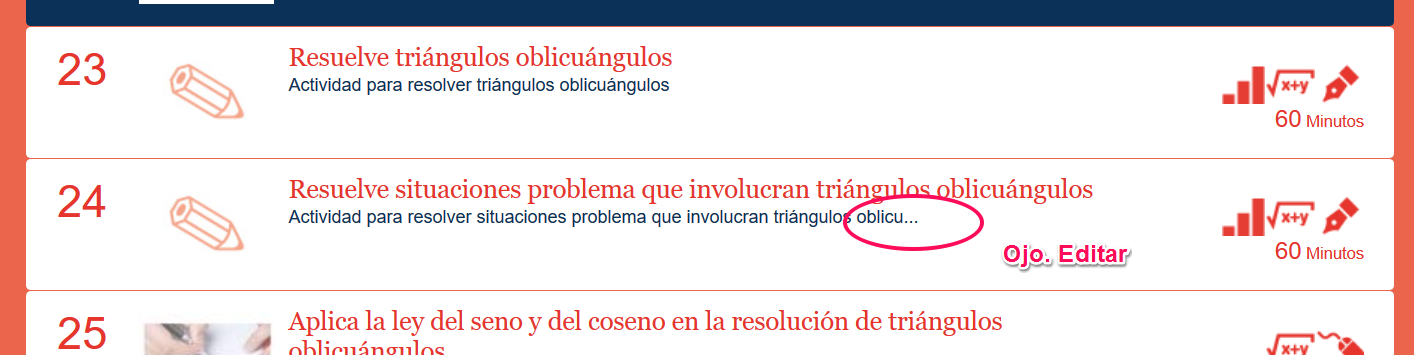 23
Resuelve triángulos oblicuángulos
Actividad para resolver triángulos oblicuángulos
√x+y
60 Minutos
24
Resuelve situaciones problema que involucran triángulos oblicuángulos
Actividad para resolver situaciones problema que involucran triángulos oblicu...
√x+y
Ojo. Editar
60 Minutos
25
Aplica la ley del seno y del coseno en la resolución de triángulos
oblicuángulos
√x+y